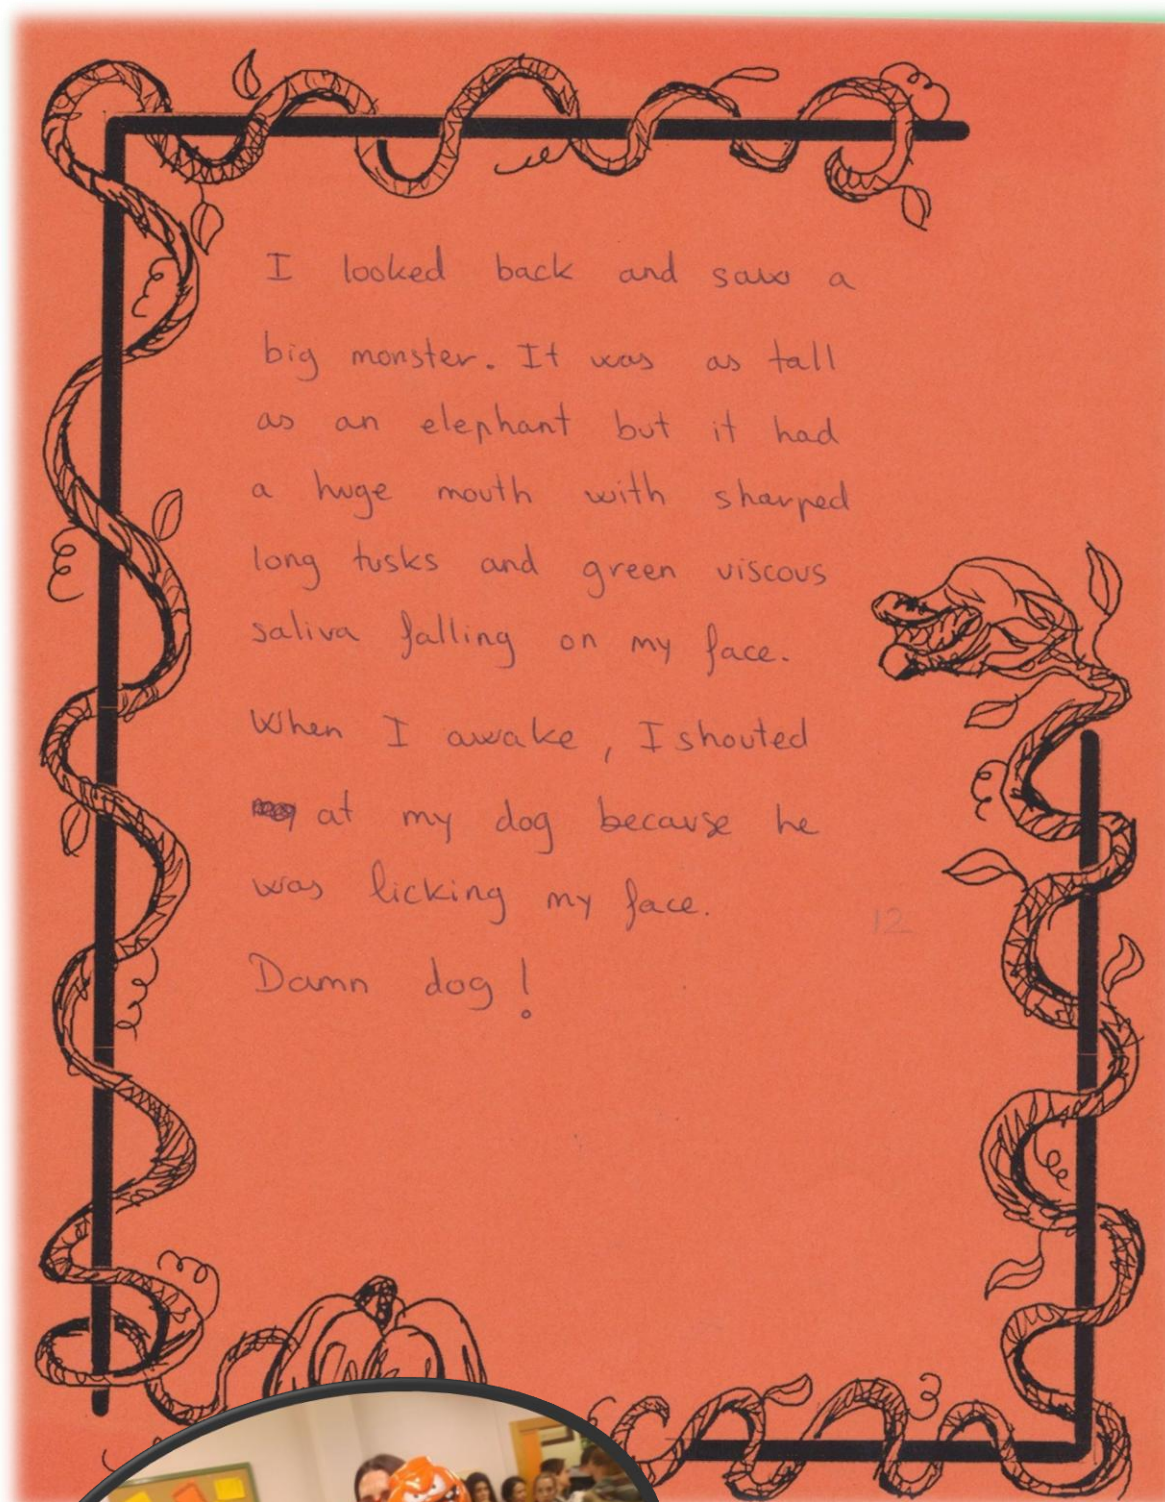 I looked back and saw a
big monster. It was as tall
as an elephant but it had
a huge mouth with sharped
long tusks and green viscous
saliva falling on my face.
When I awake, I shouted
at my dog because he
was licking my face.
12
Damn dog!